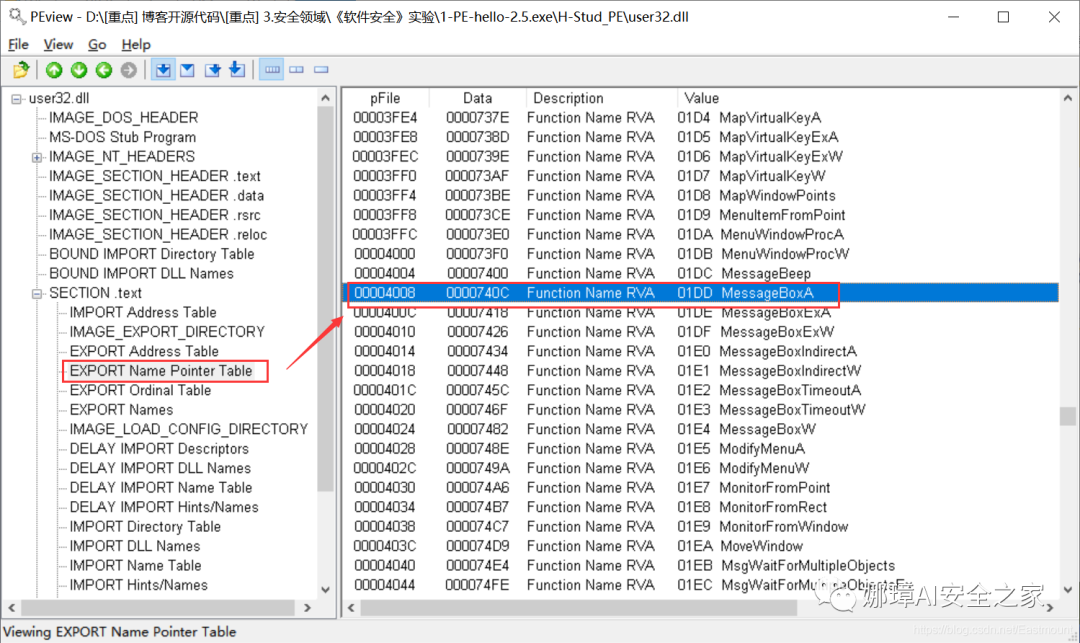 PEview - D:\[重点] 博客开源代码\[重点] 3.安全领域\《软件安全》实验\1-PE-hello-2.5.exe\H-Stud_PE\user32.dll
File View Go Help
user32.dll
IMAGE_DOS_HEADER
MS-DOS Stub Program
IMAGE_NT_HEADERS
IMAGE_SECTION_HEADER .text
IMAGE_SECTION_HEADER .data
IMAGE_SECTION_HEADER .rsrc
IMAGE_SECTION_HEADER .reloc
BOUND IMPORT Directory Table
BOUND IMPORT DLL Names
SECTION .text
IMPORT Address Table
IMAGE_EXPORT_DIRECTORY
EXPORT Address Table
EXPORT Name Pointer Table
EXPORT Ordinal Table
EXPORT Names
IMAGE_LOAD_CONFIG_DIRECTORY
DELAY IMPORT Descriptors
DELAY IMPORT DLL Names
DELAY IMPORT Name Table
DELAY IMPORT Hints/Names
IMPORT Directory Table
IMPORT DLL Names
IMPORT Name Table
IMPORT Hints/Names
pFile Data Description Value
00003FE4 0000737E Function Name RVA 01D4 MapVirtualKeyA
00003FE8 0000738D Function Name RVA 01D5 MapVirtualKeyExA
00003FEC 0000739E Function Name RVA 01D6 MapVirtualKeyExW
00003FF0 000073AF Function Name RVA 01D7 MapVirtualKeyW
00003FF4 000073BE Function Name RVA 01D8 MapWindowPoints
00003FF8 000073CE Function Name RVA 01D9 MenuItemFromPoint
00003FFC 000073E0 Function Name RVA 01DA MenuWindowProcA
00004000 000073F0 Function Name RVA 01DB MenuWindowProcW
00004004 00007400 Function Name RVA 01DC MessageBeep
00004008 0000740C Function Name RVA 01DD MessageBoxA
0000400C 00007418 Function Name RVA 01DE MessageBoxExA
00004010 00007426 Function Name RVA 01DF MessageBoxExW
00004014 00007434 Function Name RVA 01E0 MessageBoxIndirectA
00004018 00007448 Function Name RVA 01E1 MessageBoxIndirectW
0000401C 0000745C Function Name RVA 01E2 MessageBoxTimeoutA
00004020 0000746F Function Name RVA 01E3 MessageBoxTimeoutW
00004024 00007482 Function Name RVA 01E4 MessageBoxW
00004028 0000748E Function Name RVA 01E5 ModifyMenuA
0000402C 0000749A Function Name RVA 01E6 ModifyMenuW
00004030 000074A6 Function Name RVA 01E7 MonitorFromPoint
00004034 000074B7 Function Name RVA 01E8 MonitorFromRect
00004038 000074C7 Function Name RVA 01E9 MonitorFromWindow
0000403C 000074D9 Function Name RVA 01EA MoveWindow
00004040 000074E4 Function Name RVA 01EB MsgWaitForMultipleObjects
00004044 000074FE Function Name RVA 01EC MsgWaitForMultipleObjectsE
娜璋AI安全之家
Viewing EXPORT Name Pointer Table